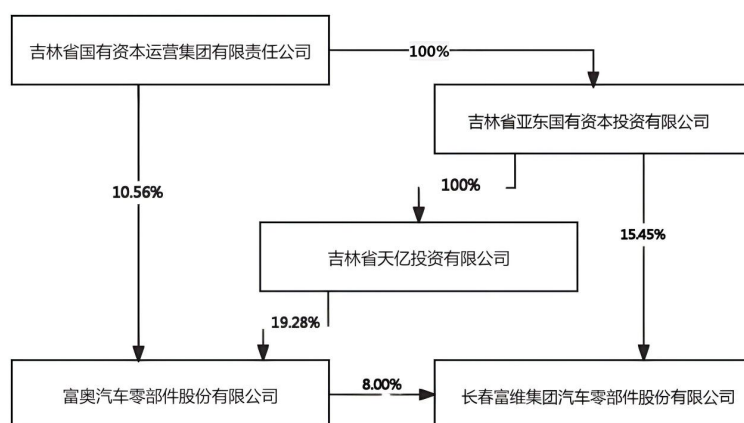 吉林省国有资本运营集团有限责任公司
100%
吉林省亚东国有资本投资有限公司
10.56%
100%
15.45%
吉林省天亿投资有限公司
19.28%
富奥汽车零部件股份有限公司
8.00%
长春富维集团汽车零部件股份有限公司